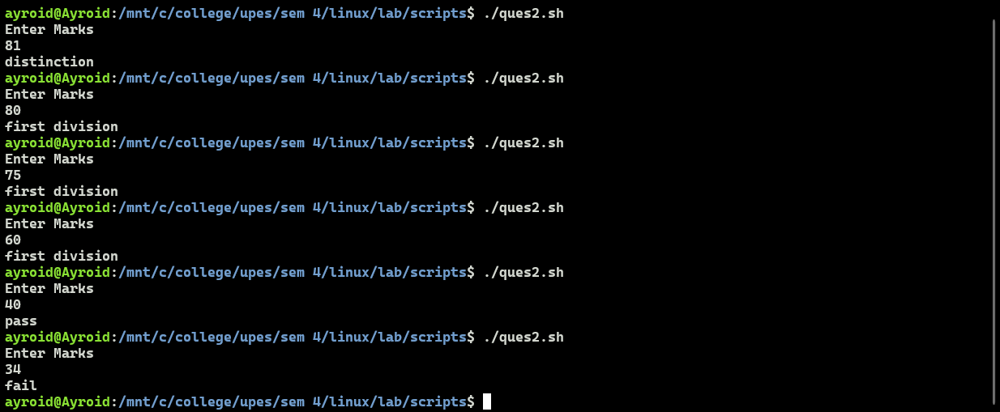 ayroid@Ayroid:/mnt/c/college/upes/sem 4/linux/lab/scripts$ ./ques2.sh
Enter Marks
81
distinction
ayroid@Ayroid:/mnt/c/college/upes/sem 4/linux/lab/scripts$ ./ques2.sh
Enter Marks
80
first division
ayroid@Ayroid:/mnt/c/college/upes/sem 4/linux/lab/scripts$ ./ques2.sh
Enter Marks
75
first division
ayroid@Ayroid:/mnt/c/college/upes/sem 4/linux/lab/scripts$ ./ques2.sh
Enter Marks
60
first division
ayroid@Ayroid:/mnt/c/college/upes/sem 4/linux/lab/scripts$ ./ques2.sh
Enter Marks
40
pass
ayroid@Ayroid:/mnt/c/college/upes/sem 4/linux/lab/scripts$ ./ques2.sh
Enter Marks
34
fail
ayroid@Ayroid:/mnt/c/college/upes/sem 4/linux/lab/scripts$